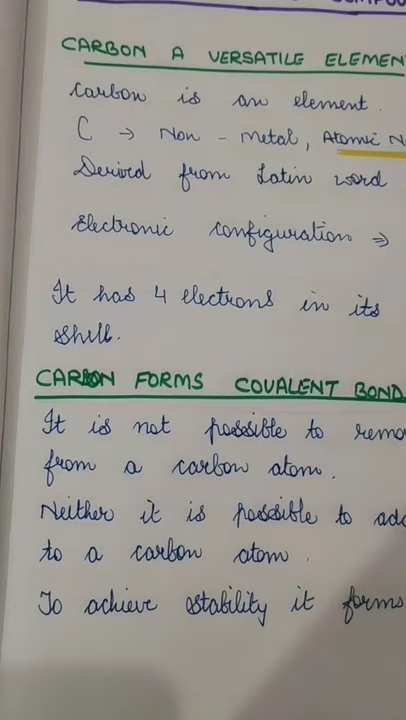 CARBON A VERSATILE ELEMEN
Carbon is an element.
C → Non - Metal, Atomic N
Derived from Latin word
Electronic configuration ⇒
It has 4 electrons in its
shell.
CARBON FORMS COVALENT BOND
It is not possible to remo
from a carbon atom.
Neither it is possible to add
to a carbon atom.
To achieve stability it forms